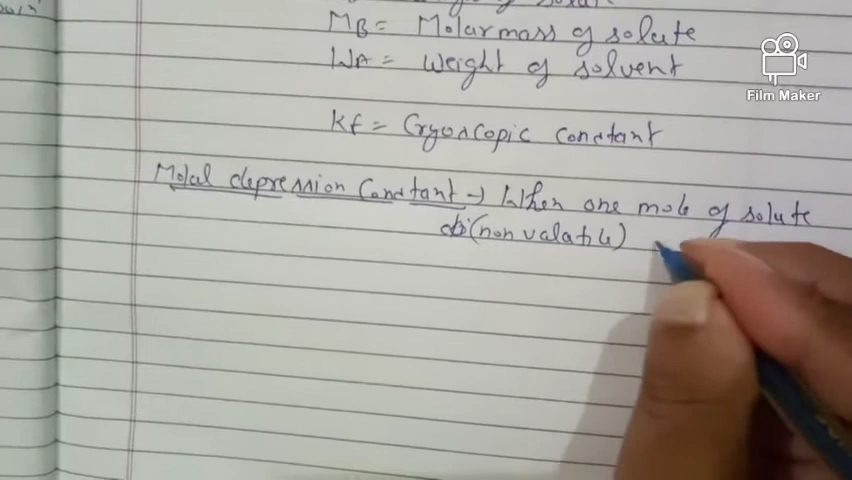 MB = Molar mass of solute
WA = Weight of solvent
Film Maker
Kf = Cryoscopic constant
Molal depression Constant → When one mole of solute
(non valatile)